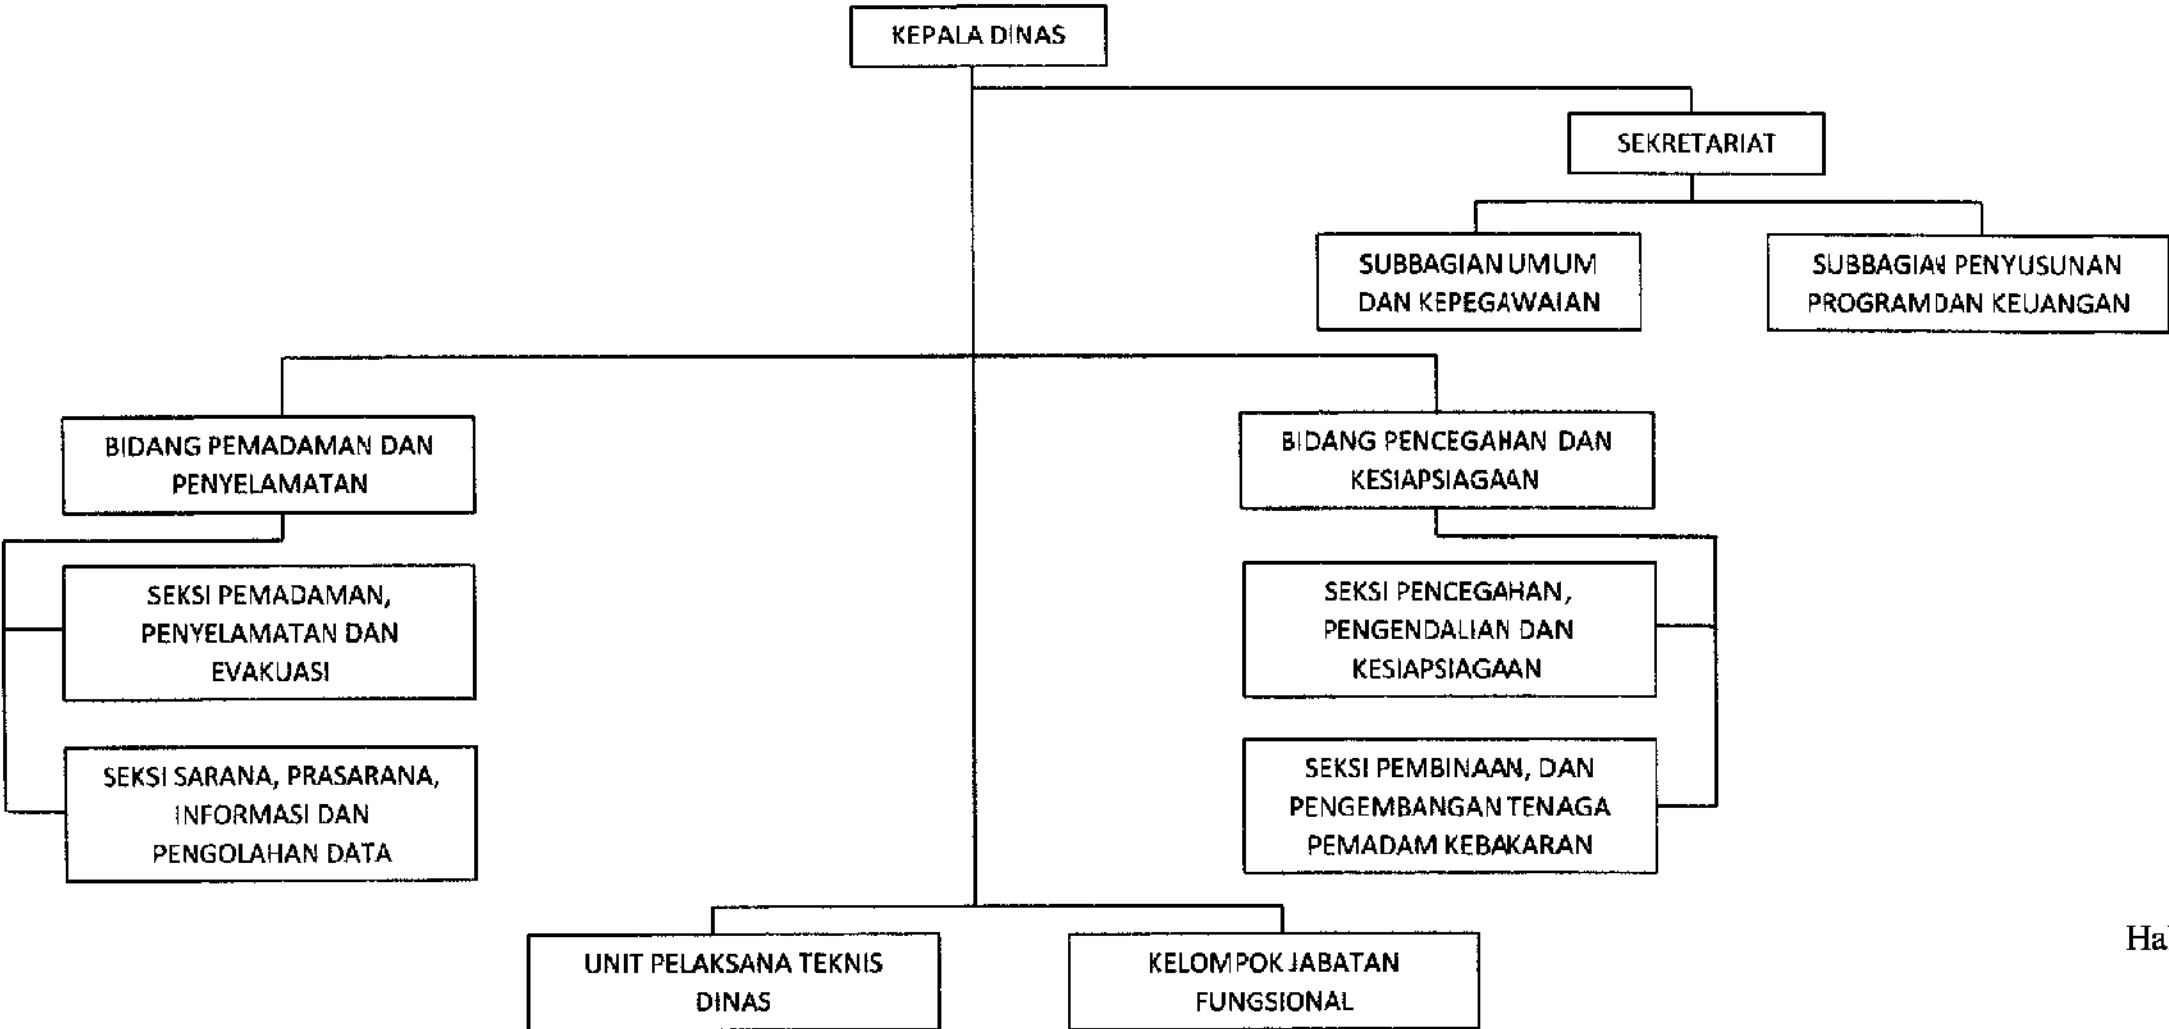 KEPALA DINAS
SEKRETARIAT
SUBBAGIAN UMUM
DAN KEPEGAWAIAN
SUBBAGIAN PENYUSUNAN
PROGRAM DAN KEUANGAN
BIDANG PEMADAMAN DAN
PENYELAMATAN
BIDANG PENCEGAHAN DAN
KESIAPSIAGAAN
SEKSI PEMADAMAN,
PENYELAMATAN DAN
EVAKUASI
SEKSI PENCEGAHAN,
PENGENDALIAN DAN
KESIAPSIAGAAN
SEKSI SARANA, PRASARANA,
INFORMASI DAN
PENGOLAHAN DATA
SEKSI PEMBINAAN, DAN
PENGEMBANGAN TENAGA
PEMADAM KEBAKARAN
UNIT PELAKSANA TEKNIS
DINAS
KELOMPOK JABATAN
FUNGSIONAL